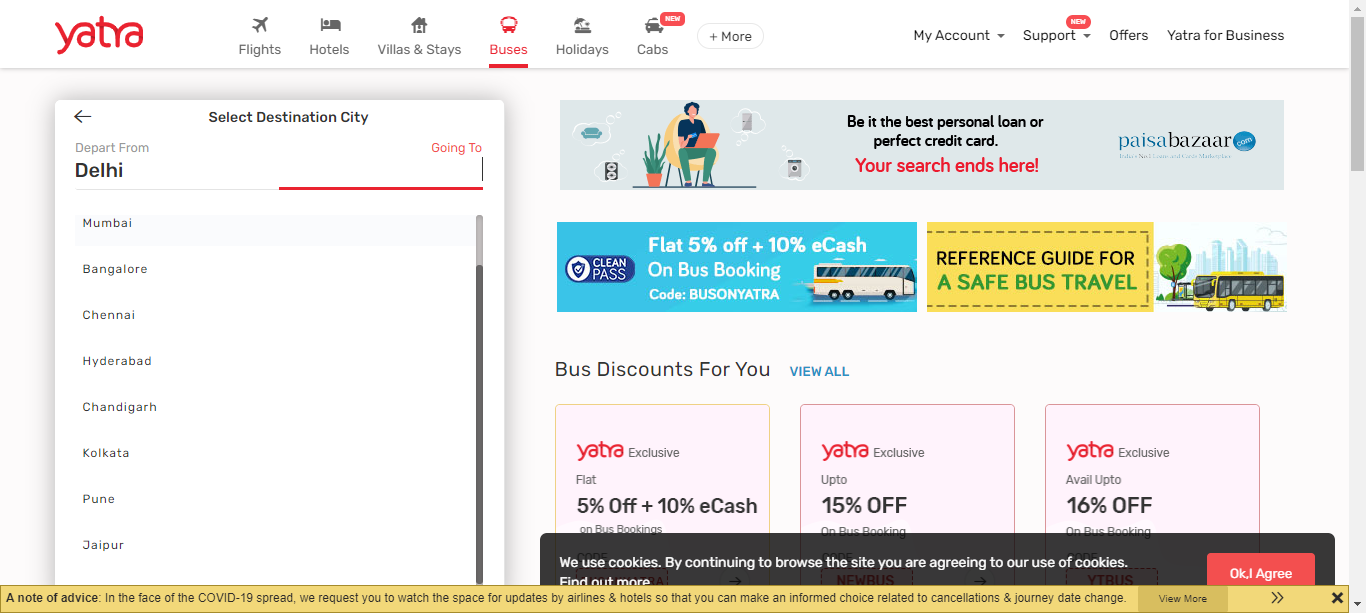 yatra
Flights
Hotels
Villas & Stays
Buses
Holidays
NEW
Cabs
+ More
My Account
NEW
Support
Offers
Yatra for Business
Select Destination City
Depart From
Going To
Delhi
Mumbai
Bangalore
Chennai
Hyderabad
Chandigarh
Kolkata
Pune
Jaipur
Be it the best personal loan or
perfect credit card.
Your search ends here!
paisabazaar.com
CLEAN
PASS
Flat 5% off + 10% eCash
On Bus Booking
Code: BUSONYATRA
REFERENCE GUIDE FOR
A SAFE BUS TRAVEL
Bus Discounts For You
VIEW ALL
yatra Exclusive
Flat
5% Off + 10% eCash
on Bus Bookings
yatra Exclusive
Upto
15% OFF
On Bus Booking
CODE
NEWBUS
yatra Exclusive
Avail Upto
16% OFF
On Bus Booking
CODE
YTBUS
We use cookies. By continuing to browse the site you are agreeing to our use of cookies.
Find out more
Ok,I Agree
A note of advice: In the face of the COVID-19 spread, we request you to watch the space for updates by airlines & hotels so that you can make an informed choice related to cancellations & journey date change.
View More